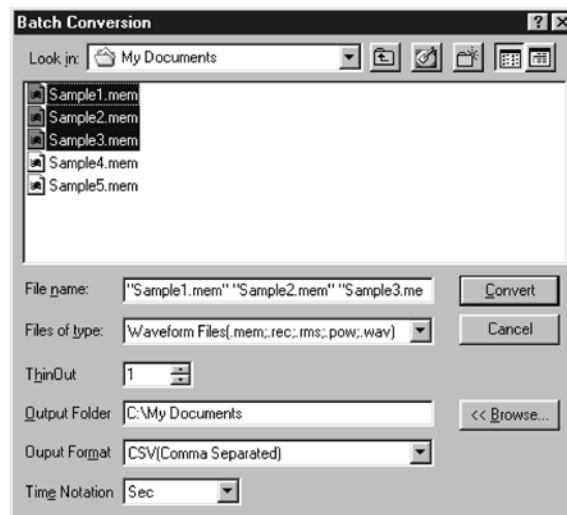 Batch Conversion
Look in: My Documents
Sample1.mem
Sample2.mem
Sample3.mem
Sample4.mem
Sample5.mem
File name: "Sample1.mem" "Sample2.mem" "Sample3.me Convert
Files of type: Waveform Files(.mem;.rec;.rms;.pow;.wav) Cancel
ThinOut 1
Output Folder C:\My Documents << Browse...
Ouput Format CSV(Comma Separated)
Time Notation Sec